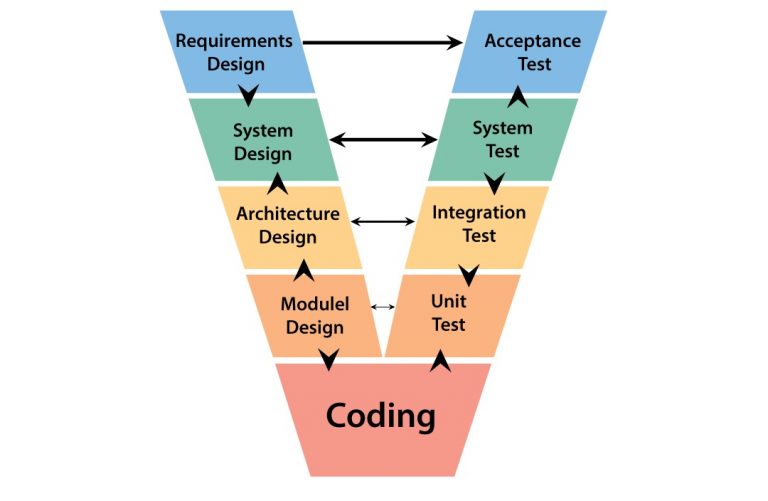 Requirements
Design
Acceptance
Test
System
Design
System
Test
Architecture
Design
Integration
Test
Modulel
Design
Unit
Test
Coding